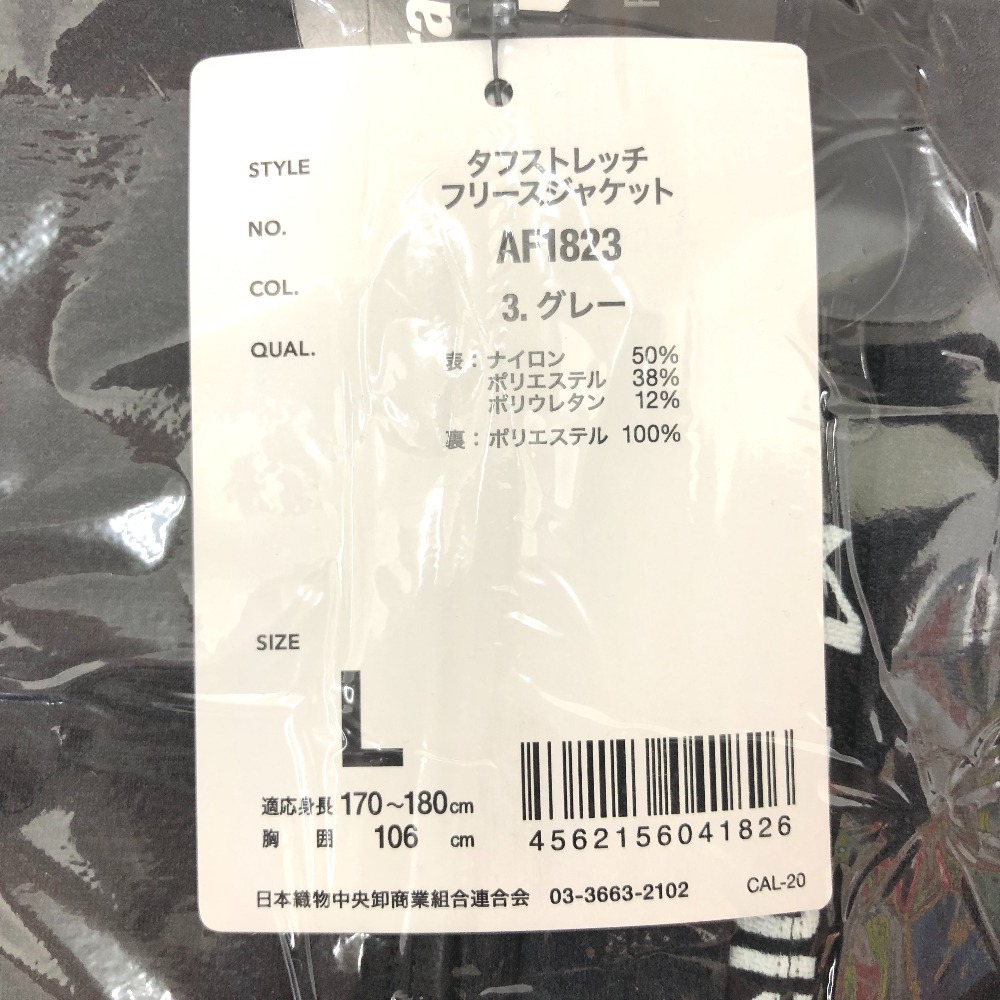 ra
STYLE タフストレッチ
フリースジャケット
NO. AF1823
COL. 3. グレー
QUAL. 表：ナイロン 50%
ポリエステル 38%
ポリウレタン 12%
裏：ポリエステル 100%
SIZE
L
適応身長 170～180cm
胸囲 106 cm
4562156041826
日本織物中央卸商業組合連合会 03-3663-2102 CAL-20